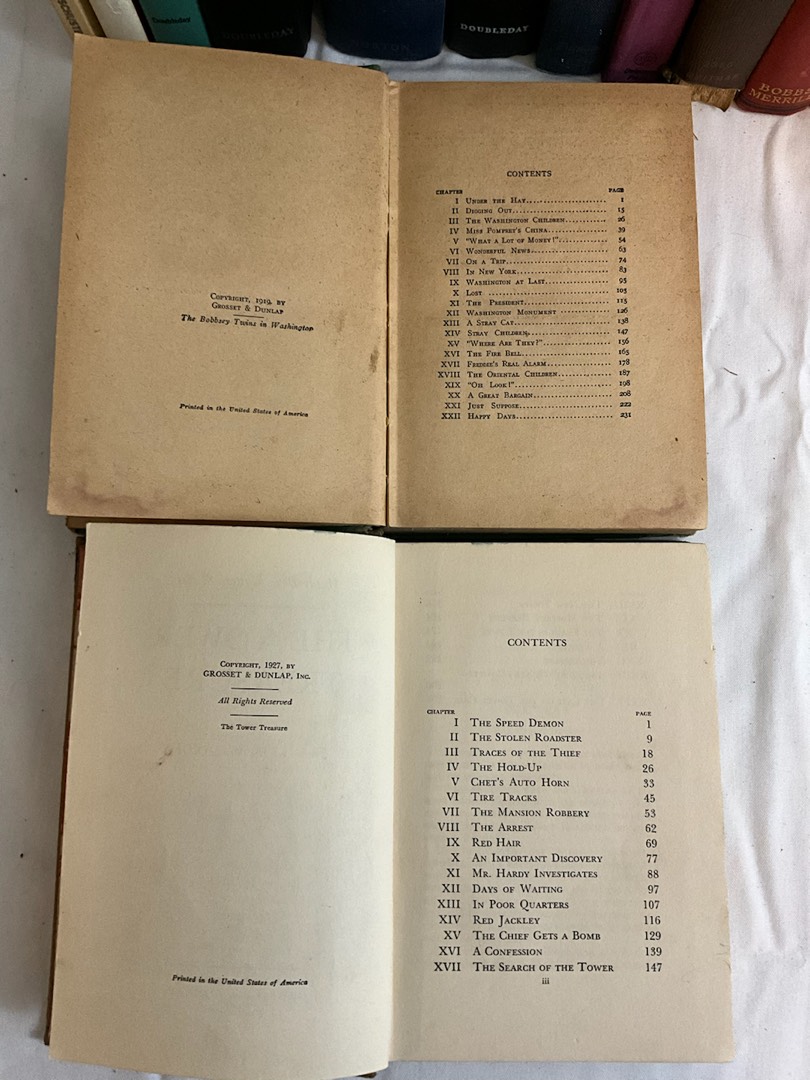 DOUBLEDAY
DOUBLEDAY
BOBBS
MERRILL
COPYRIGHT, 1919, BY
GROSSET & DUNLAP
The Bobbsey Twins in Washington
Printed in the United States of America
CONTENTS
CHAPTER PAGE
I UNDER THE HAY 1
II DIGGING OUT 15
III THE WASHINGTON CHILDREN 26
IV MISS POMPRET'S CHINA 39
V "WHAT A LOT OF MONEY!" 54
VI WONDERFUL NEWS 63
VII ON A TRIP 74
VIII IN NEW YORK 83
IX WASHINGTON AT LAST 95
X LOST 105
XI THE PRESIDENT 115
XII WASHINGTON MONUMENT 126
XIII A STRAY CAT 138
XIV STRAY CHILDREN 147
XV "WHERE ARE THEY?" 156
XVI THE FIRE BELL 165
XVII FREDDIE'S REAL ALARM 178
XVIII THE ORIENTAL CHILDREN 187
XIX "OH LOOK!" 198
XX A GREAT BARGAIN 208
XXI JUST SUPPOSE 222
XXII HAPPY DAYS 231
COPYRIGHT, 1927, BY
GROSSET & DUNLAP, INC.
All Rights Reserved
The Tower Treasure
Printed in the United States of America
CONTENTS
CHAPTER PAGE
I THE SPEED DEMON 1
II THE STOLEN ROADSTER 9
III TRACES OF THE THIEF 18
IV THE HOLD-UP 26
V CHET'S AUTO HORN 33
VI TIRE TRACKS 45
VII THE MANSION ROBBERY 53
VIII THE ARREST 62
IX RED HAIR 69
X AN IMPORTANT DISCOVERY 77
XI MR. HARDY INVESTIGATES 88
XII DAYS OF WAITING 97
XIII IN POOR QUARTERS 107
XIV RED JACKLEY 116
XV THE CHIEF GETS A BOMB 129
XVI A CONFESSION 139
XVII THE SEARCH OF THE TOWER 147
iii